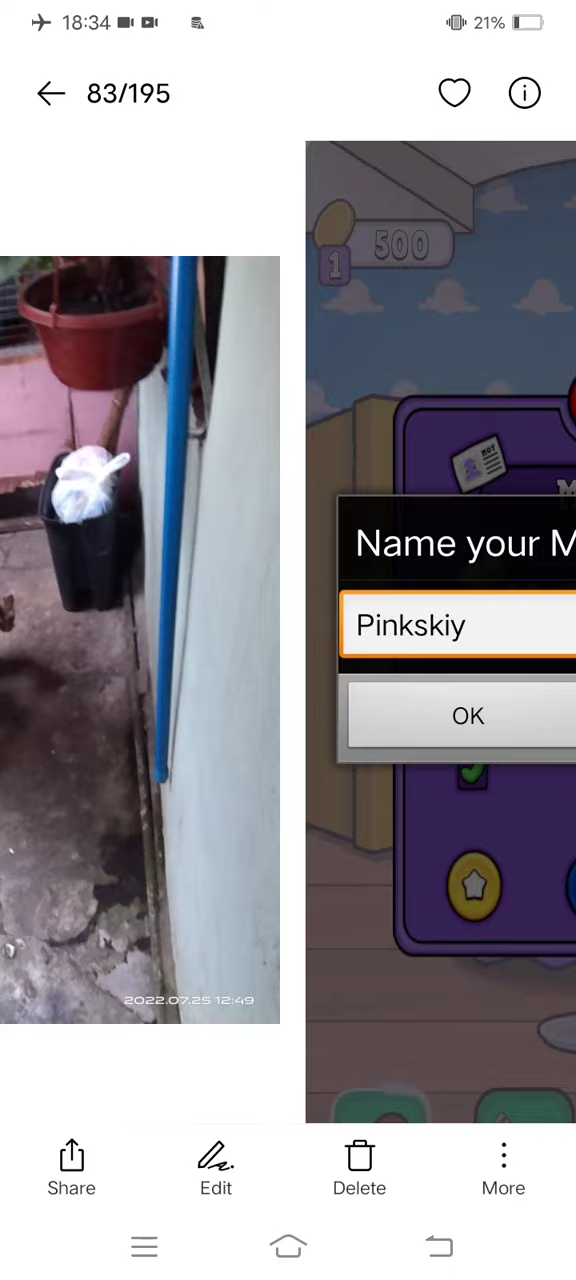 18:34
21%
83/195
500
1
BOT
Name your M
Pinkskiy
OK
2022.07.25 12:49
Share
Edit
Delete
More